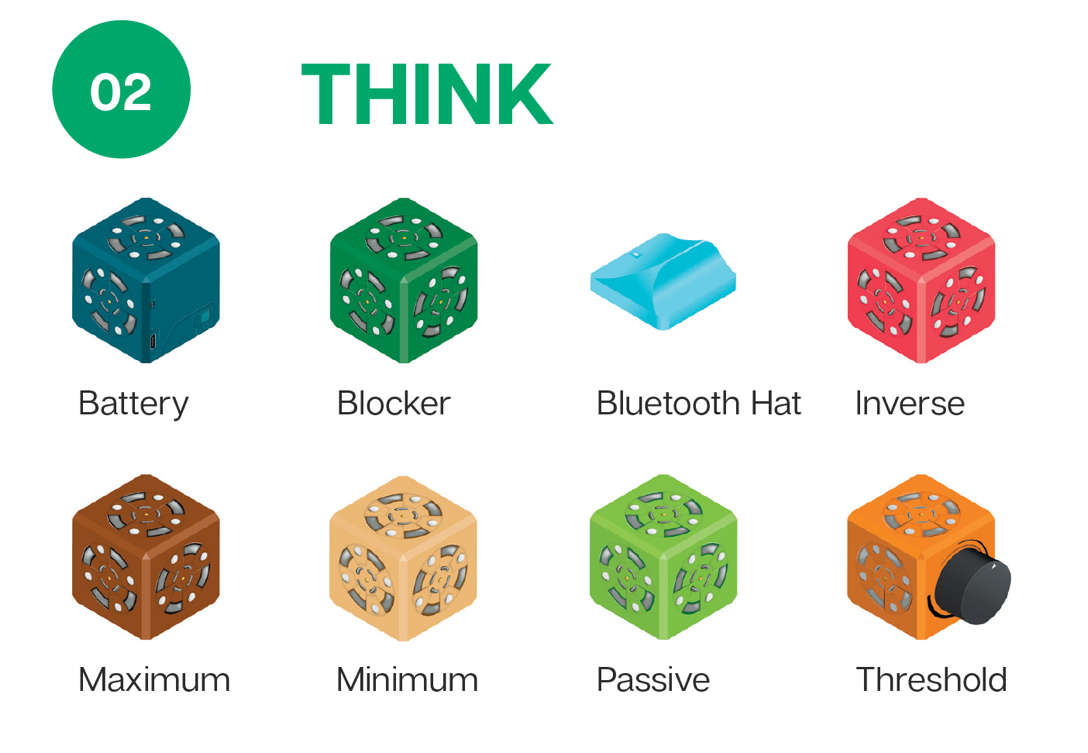 02
THINK
Battery
Blocker
Bluetooth Hat
Inverse
Maximum
Minimum
Passive
Threshold